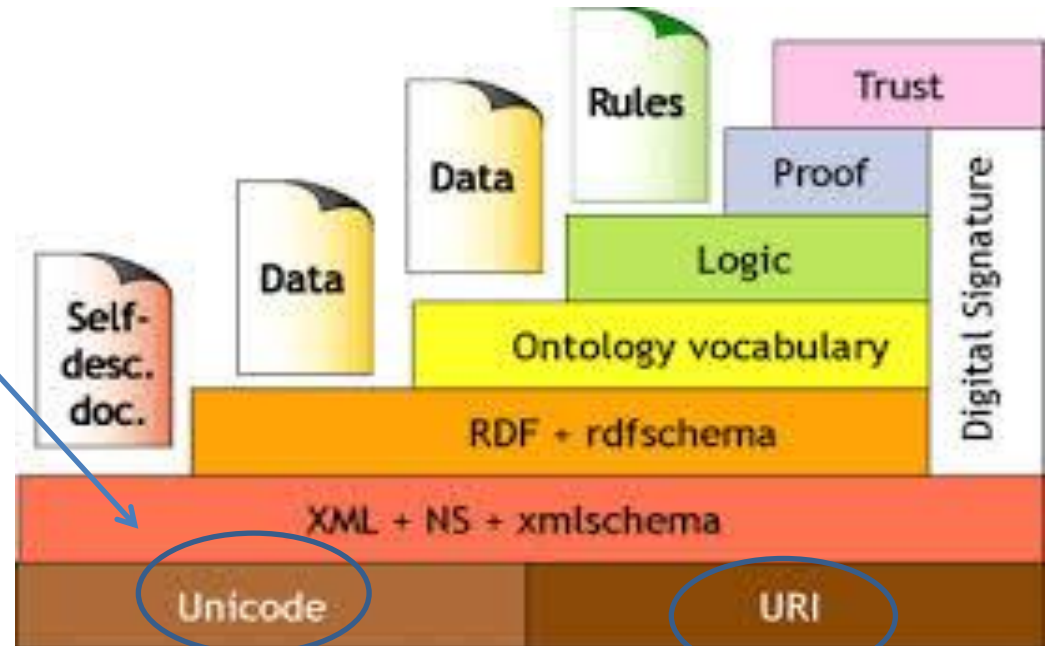 Rules
Trust
Data
Proof
Data
Logic
Self-
desc.
doc.
Ontology vocabulary
Digital Signature
RDF + rdfschema
XML + NS + xmlschema
Unicode
URI